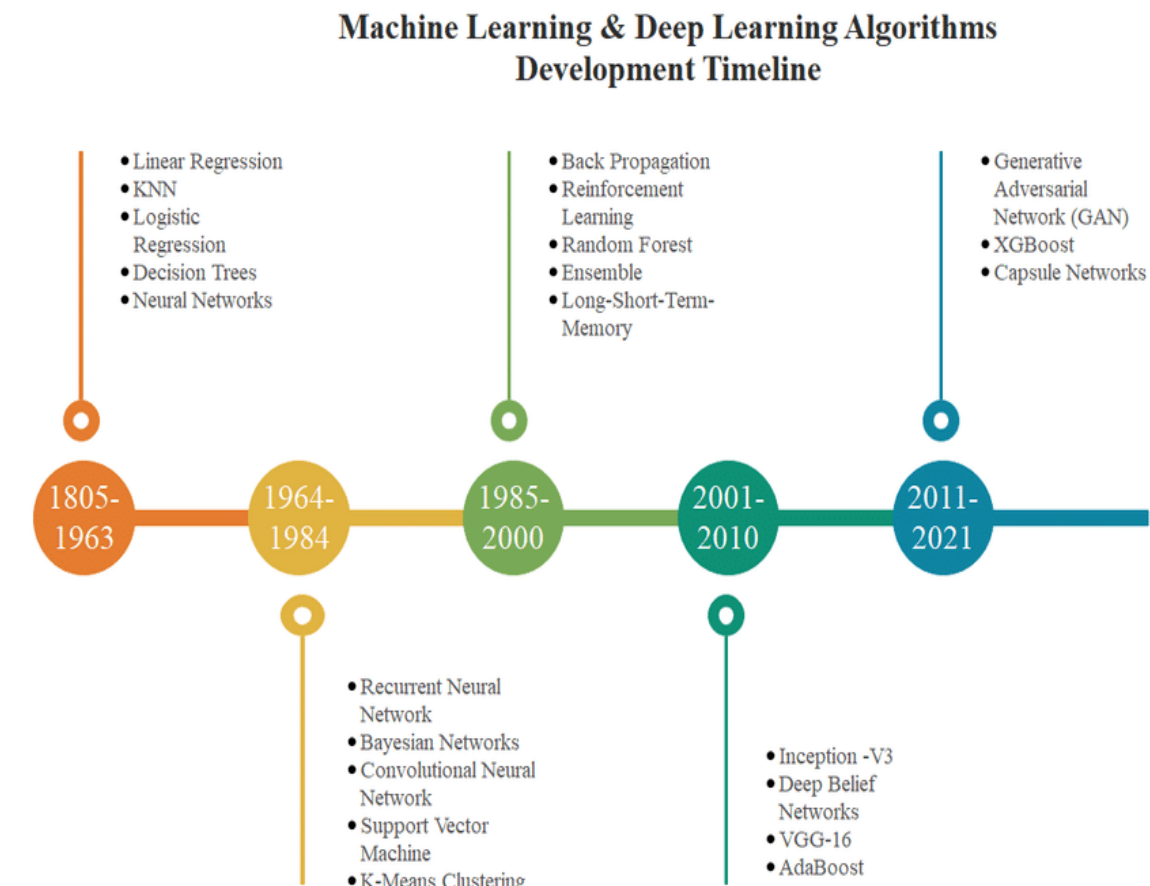 Machine Learning & Deep Learning Algorithms
Development Timeline
• Linear Regression
• KNN
• Logistic
Regression
• Decision Trees
• Neural Networks
• Back Propagation
• Reinforcement
Learning
• Random Forest
• Ensemble
• Long-Short-Term-
Memory
• Generative
Adversarial
Network (GAN)
• XGBoost
• Capsule Networks
1805-
1963
1964-
1984
1985-
2000
2001-
2010
2011-
2021
• Recurrent Neural
Network
• Bayesian Networks
• Convolutional Neural
Network
• Support Vector
Machine
• K-Means Clustering
• Inception -V3
• Deep Belief
Networks
• VGG-16
• AdaBoost